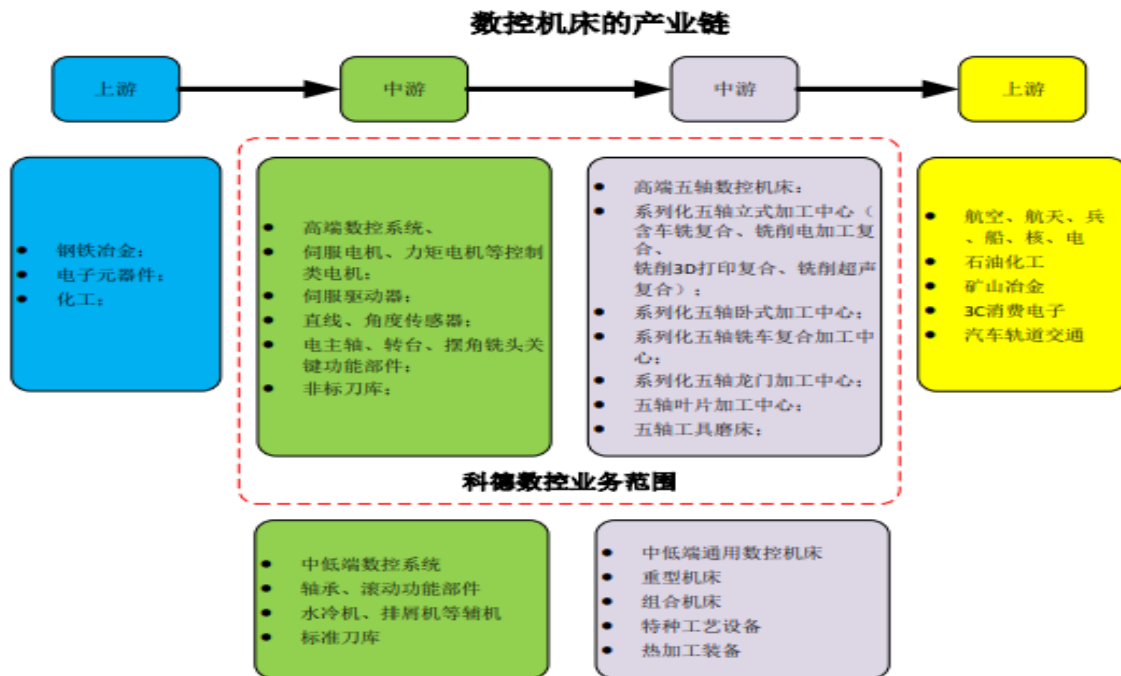 数控机床的产业链
上游
中游
中游
上游
● 钢铁冶金；
● 电子元器件；
● 化工；
● 高端数控系统、
● 伺服电机、力矩电机等控制
类电机；
● 伺服驱动器；
● 直线、角度传感器；
● 电主轴、转台、摆角铣头关
键功能部件；
● 非标刀库；
● 高端五轴数控机床；
● 系列化五轴立式加工中心（
含车铣复合、铣削电加工复
合、
铣削3D打印复合、铣削超声
复合）；
● 系列化五轴卧式加工中心；
● 系列化五轴铣车复合加工中
心；
● 系列化五轴龙门加工中心；
● 五轴叶片加工中心；
● 五轴工具磨床；
● 航空、航天、兵
、船、核、电
● 石油化工
● 矿山冶金
● 3C消费电子
● 汽车轨道交通
科德数控业务范围
● 中低端数控系统
● 轴承、滚动功能部件
● 水冷机、排屑机等辅机
● 标准刀库
● 中低端通用数控机床
● 重型机床
● 组合机床
● 特种工艺设备
● 热加工装备